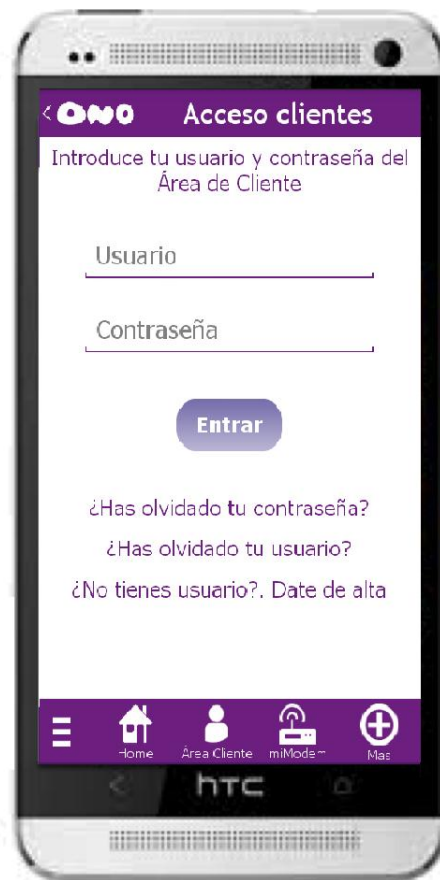 < ONO Acceso clientes
Introduce tu usuario y contraseña del
Área de Cliente
Usuario
Contraseña
Entrar
¿Has olvidado tu contraseña?
¿Has olvidado tu usuario?
¿No tienes usuario?. Date de alta
Home Área Cliente miModem Mas
hTC